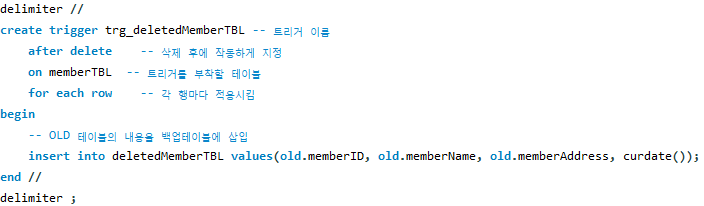 delimiter //
create trigger trg_deletedMemberTBL -- 트리거 이름
    after delete    -- 삭제 후에 작동하게 지정
    on memberTBL  -- 트리거를 부착할 테이블
    for each row    -- 각 행마다 적용시킴
begin
    -- OLD 테이블의 내용을 백업테이블에 삽입
    insert into deletedMemberTBL values(old.memberID, old.memberName, old.memberAddress, curdate());
end //
delimiter ;